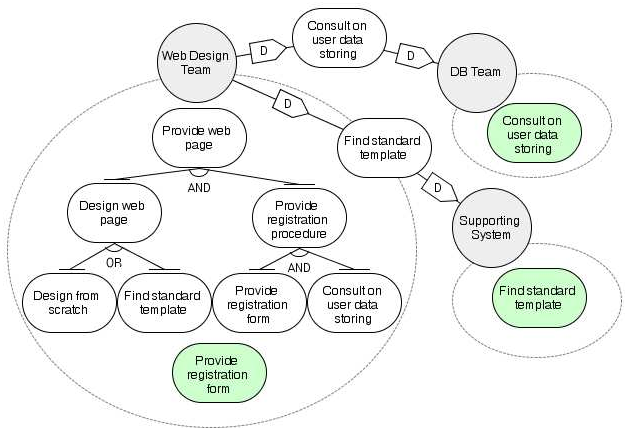 Consult on
user data
storing
D
D
Web Design
Team
DB Team
D
Consult on
user data
storing
Provide web
page
Find standard
template
AND
D
Design web
page
Provide
registration
procedure
Supporting
System
OR
AND
Design from
scratch
Find standard
template
Provide
registration
form
Consult on
user data
storing
Find standard
template
Provide
registration
form